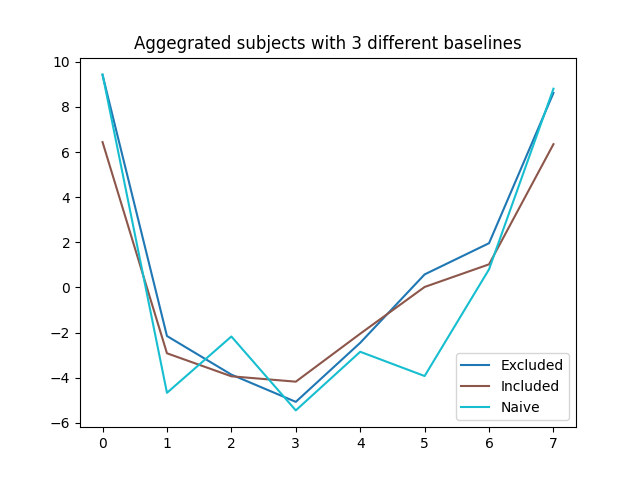 Aggegrated subjects with 3 different baselines
10
8
6
4
2
0
−2
−4
−6
0 1 2 3 4 5 6 7
Excluded
Included
Naive